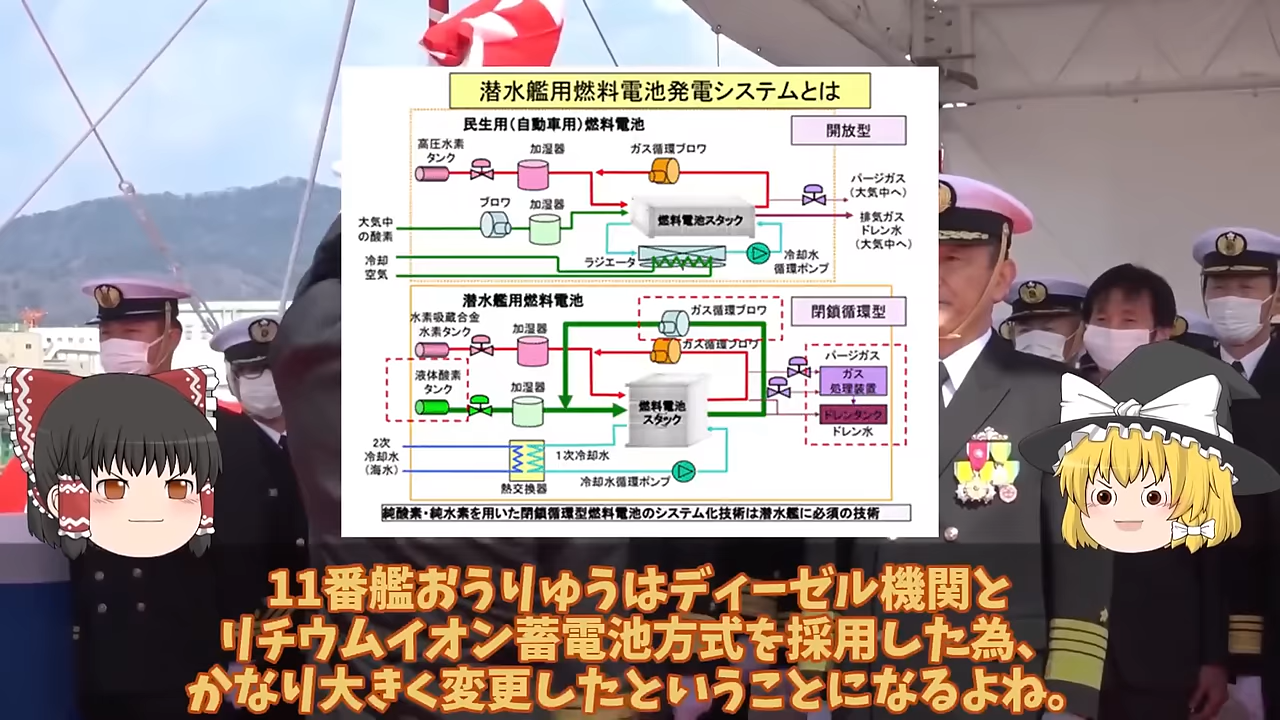 潜水艦用燃料電池発電システムとは
民生用(自動車用)燃料電池
開放型
高圧水素
タンク
加湿器
ガス循環ブロワ
パージガス
(大気中へ)
ブロワ
加湿器
大気中
の酸素
燃料電池スタック
排気ガス
ドレン水
(大気中へ)
冷却
空気
ラジエータ
冷却水
循環ポンプ
潜水艦用燃料電池
閉鎖循環型
水素吸蔵合金
水素タンク
加湿器
ガス循環ブロワ
ガス循環ブロワ
パージガス
液体酸素
タンク
加湿器
燃料電池
スタック
ガス
処理装置
ドレンタンク
ドレン水
2次
冷却水
(海水)
1次冷却水
熱交換器
冷却水循環ポンプ
純酸素・純水素を用いた閉鎖循環型燃料電池のシステム化技術は潜水艦に必須の技術
11番艦おうりゅうはディーゼル機関と
リチウムイオン蓄電池方式を採用した為、
かなり大きく変更したということになるよね。